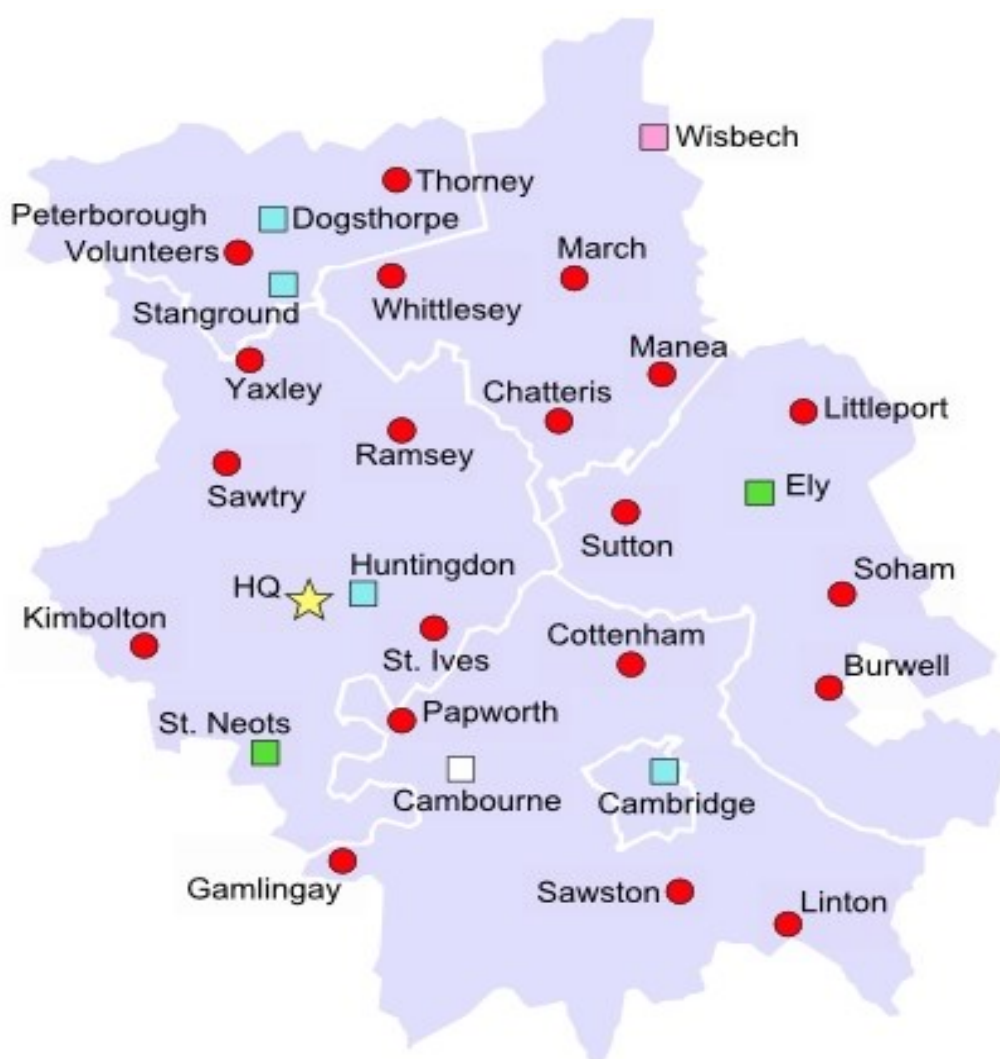 Wisbech
Thorney
Peterborough
Volunteers
Dogsthorpe
March
Whittlesey
Stanground
Manea
Yaxley
Chatteris
Littleport
Ramsey
Sawtry
Ely
Sutton
Huntingdon
HQ
Soham
Kimbolton
St. Ives
Cottenham
Burwell
Papworth
St. Neots
Cambourne
Cambridge
Gamlingay
Sawston
Linton